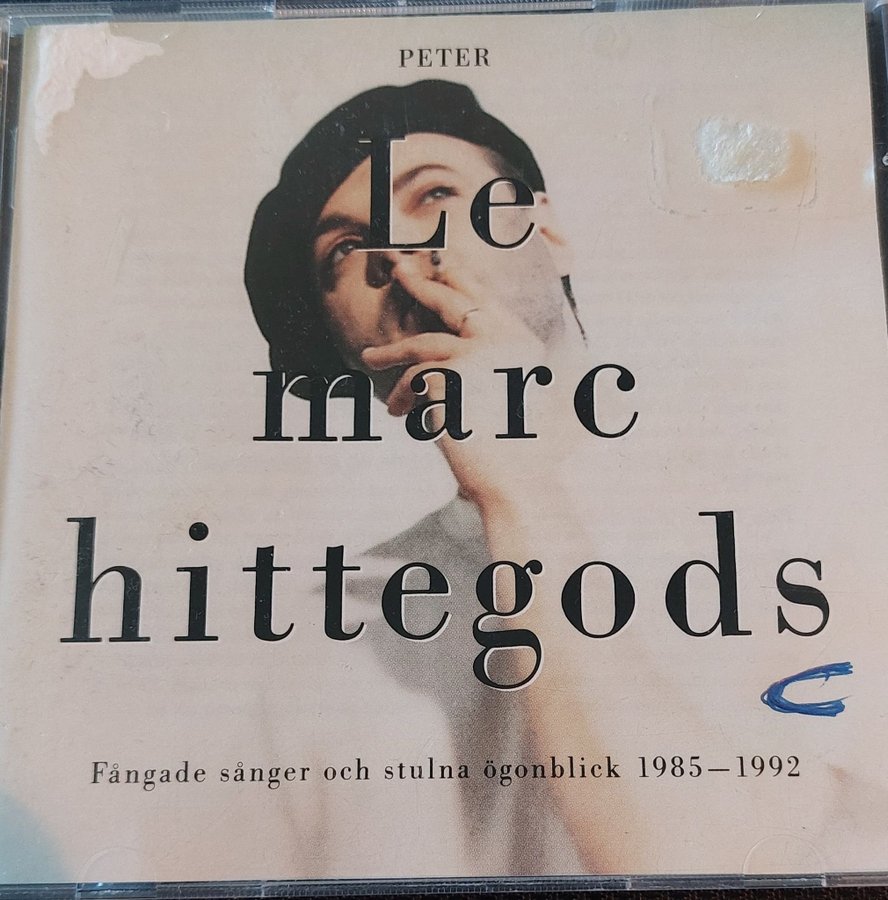 PETER
Le
marc
hittegods
C
Fångade sånger och stulna ögonblick 1985–1992